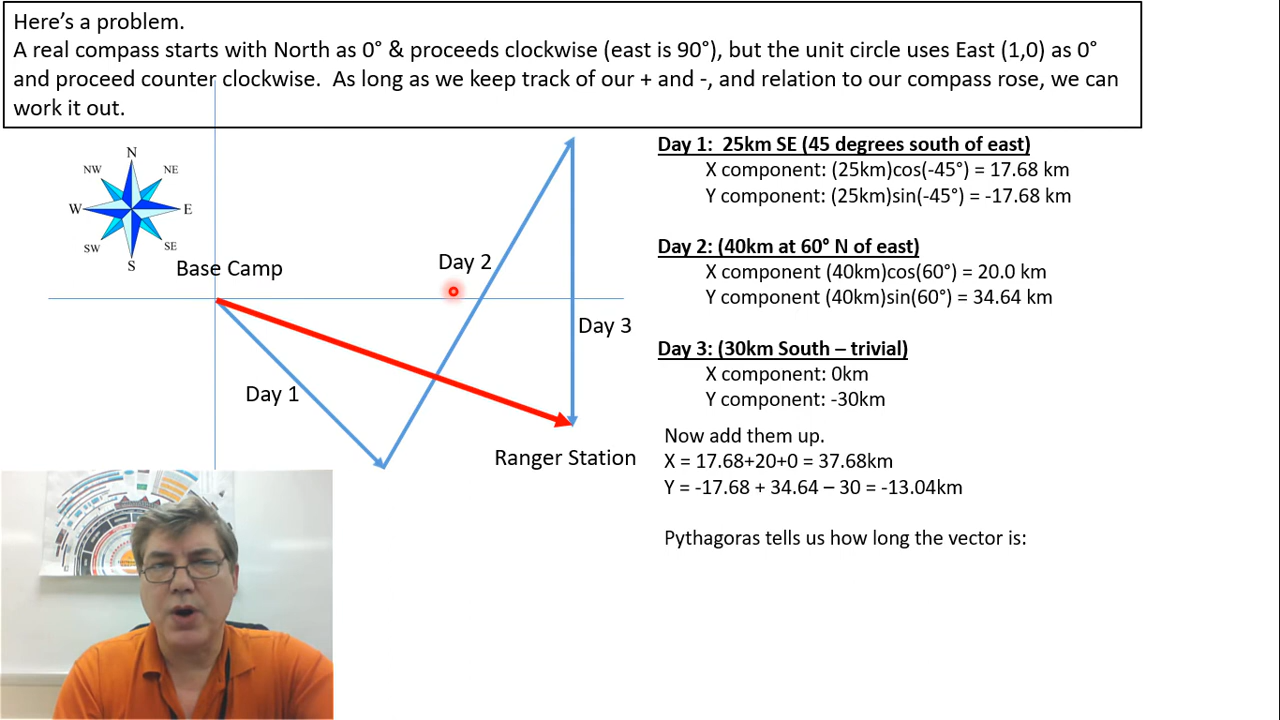 Here’s a problem.
A real compass starts with North as 0° & proceeds clockwise (east is 90°), but the unit circle uses East (1,0) as 0°
and proceed counter clockwise.  As long as we keep track of our + and -, and relation to our compass rose, we can
work it out.
N
NW
NE
W
E
SW
SE
S
Base Camp
Day 2
Day 3
Day 1
Ranger Station
Day 1:  25km SE (45 degrees south of east)
X component: (25km)cos(-45°) = 17.68 km
Y component: (25km)sin(-45°) = -17.68 km
Day 2: (40km at 60° N of east)
X component (40km)cos(60°) = 20.0 km
Y component (40km)sin(60°) = 34.64 km
Day 3: (30km South – trivial)
X component: 0km
Y component: -30km
Now add them up.
X = 17.68+20+0 = 37.68km
Y = -17.68 + 34.64 – 30 = -13.04km
Pythagoras tells us how long the vector is: